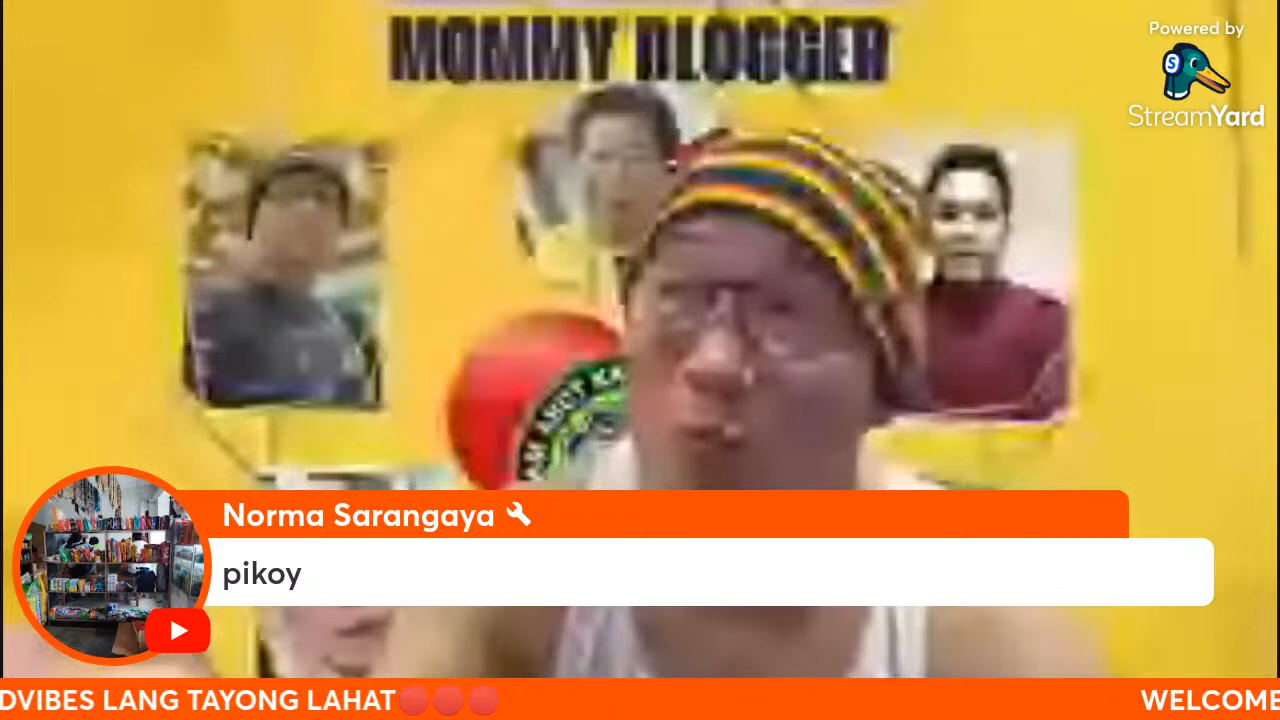 MOMMY BLOGGER
Powered by
StreamYard
Norma Sarangaya
pikoy
DVIBES LANG TAYONG LAHAT
WELCOME